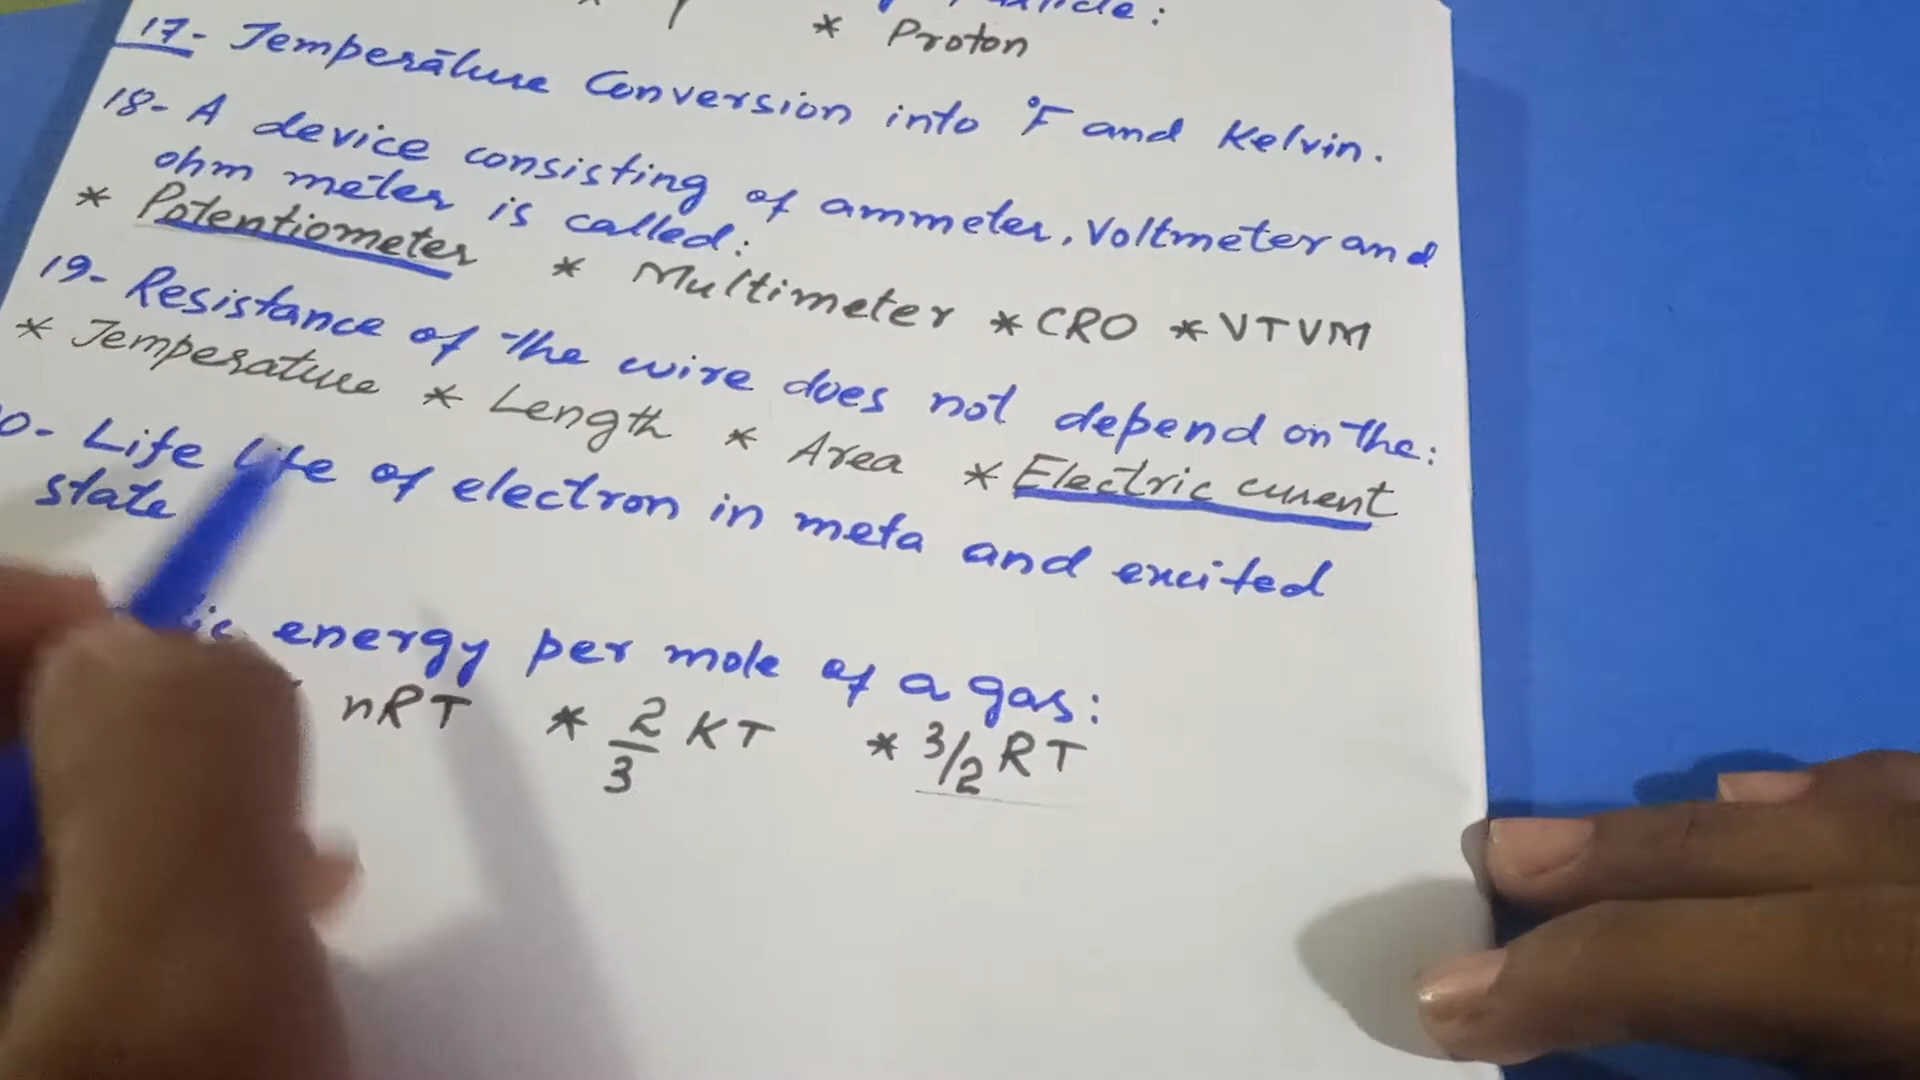 * Proton
17- Temperature Conversion into °F and Kelvin.
18- A device consisting of ammeter, Voltmeter and
ohm meter is called:
* Potentiometer * Multimeter * CRO * VTVM
19- Resistance of the wire does not depend on the:
* Temperature * Length * Area * Electric current
0- Life life of electron in meta and excited
state
energy per mole of a gas:
nRT * 2/3 KT * 3/2 RT